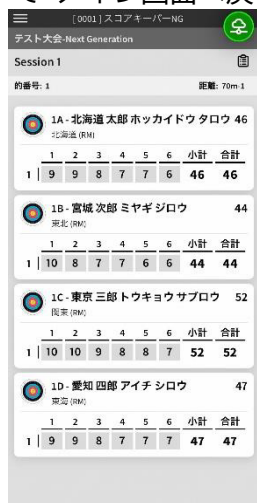 [0001]スコアキーパーNG
テスト大会-Next Generation
Session 1
的番号: 1 距離: 70m-1
1A - 北海道 太郎 ホッカイドウ タロウ 46
北海道 (RM)
1 2 3 4 5 6 小計 合計
1 9 9 8 7 7 6 46 46
1B - 宮城 次郎 ミヤギ ジロウ 44
東北 (RM)
1 2 3 4 5 6 小計 合計
1 10 8 7 7 6 6 44 44
1C - 東京 三郎 トウキョウ サブロウ 52
関東 (RM)
1 2 3 4 5 6 小計 合計
1 10 10 9 8 8 7 52 52
1D - 愛知 四郎 アイチ シロウ 47
東海 (RM)
1 2 3 4 5 6 小計 合計
1 9 9 8 7 7 7 47 47